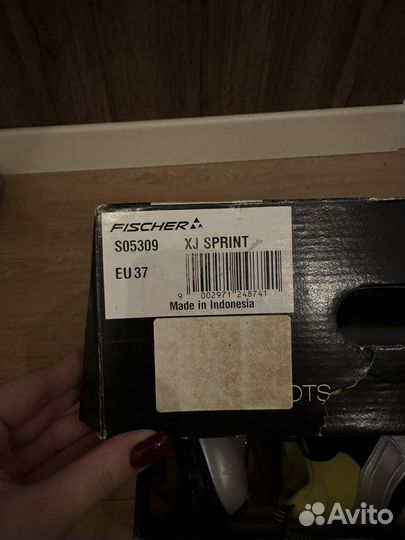 FISCHER
S05309 XJ SPRINT
EU 37
9 002971 248741
Made in Indonesia
OTS
Avito